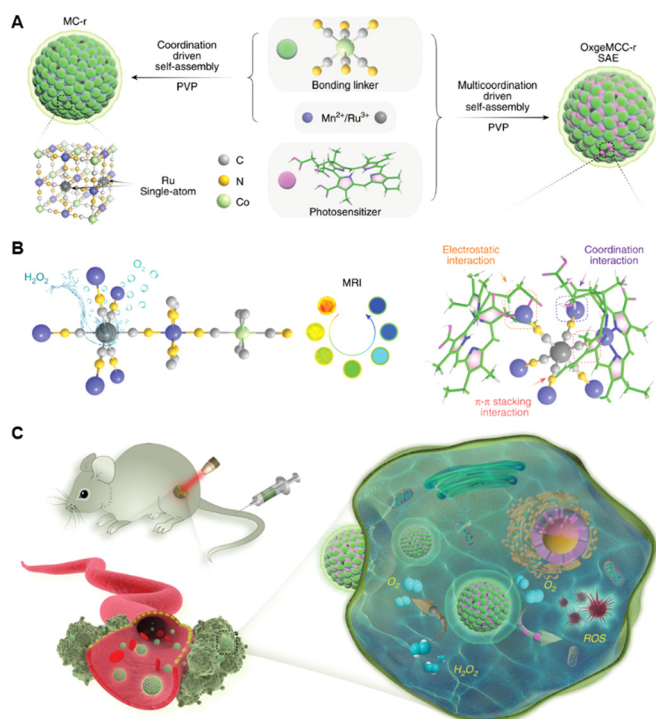 A
MC-r
Coordination
driven
self-assembly
PVP
Bonding linker
Mn²⁺/Ru³⁺
Photosensitizer
Multicoordination
driven
self-assembly
PVP
OxgeMCC-r
SAE
Ru
Single-atom
C
N
Co
B
H₂O₂
O₂
MRI
Electrostatic
interaction
Coordination
interaction
π-π stacking
interaction
C
O₂
O₂
H₂O₂
ROS